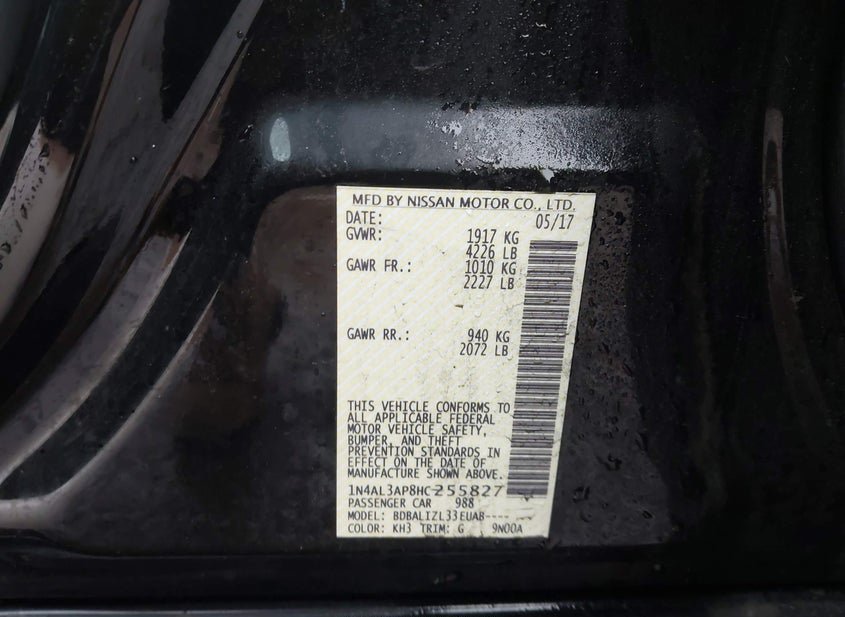 MFD BY NISSAN MOTOR CO., LTD.
DATE: 05/17
GVWR: 1917 KG
4226 LB
GAWR FR.: 1010 KG
2227 LB
GAWR RR.: 940 KG
2072 LB
THIS VEHICLE CONFORMS TO
ALL APPLICABLE FEDERAL
MOTOR VEHICLE SAFETY,
BUMPER, AND THEFT
PREVENTION STANDARDS IN
EFFECT ON THE DATE OF
MANUFACTURE SHOWN ABOVE.
1N4AL3AP8HC255827
PASSENGER CAR 988
MODEL: BDBALIZL33EUAB----
COLOR: KH3 TRIM: G 9N00A